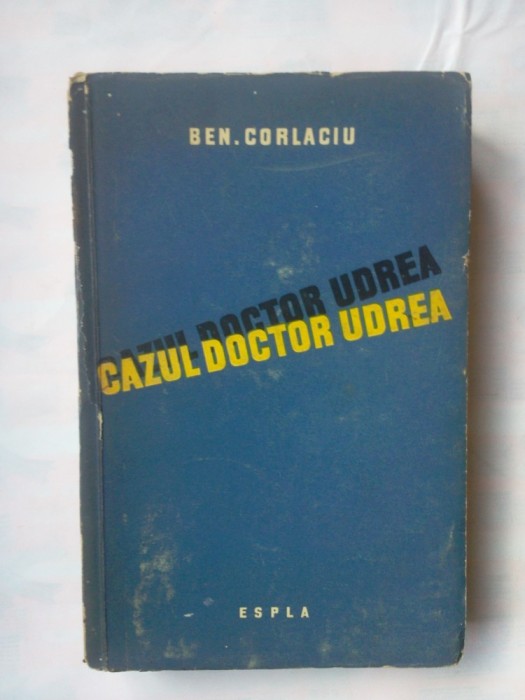 BEN. CORLACIU
CAZUL DOCTOR UDREA
CAZUL DOCTOR UDREA
ESPLA